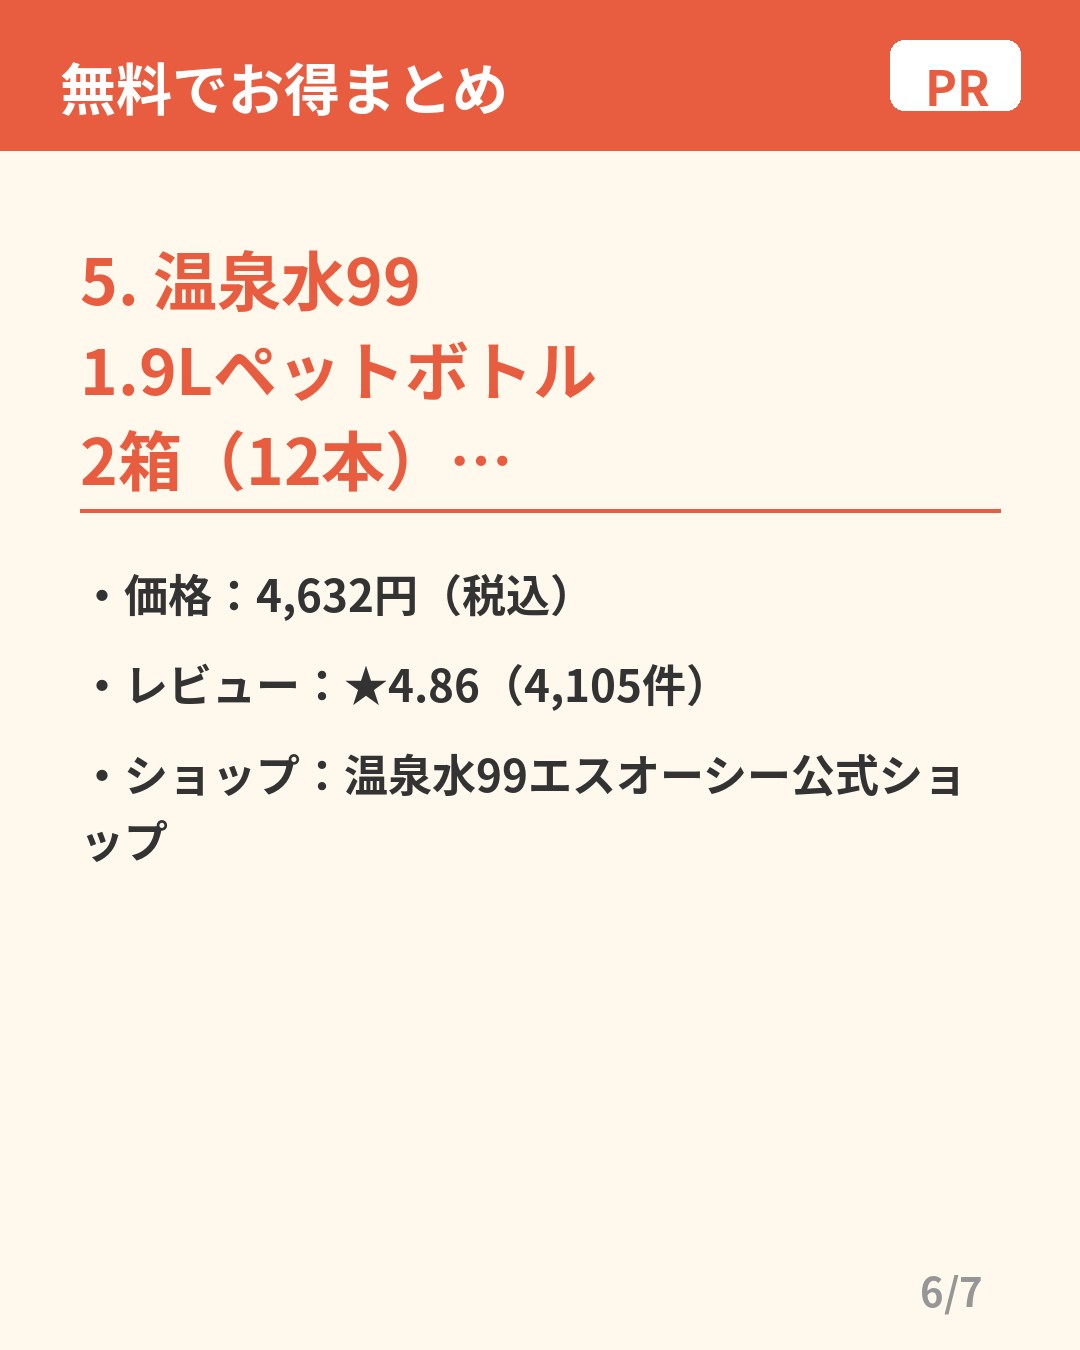 無料でお得まとめ
PR
5. 温泉水99
1.9Lペットボトル
2箱（12本）…
・価格：4,632円（税込）
・レビュー：★4.86（4,105件）
・ショップ：温泉水99エスオーシー公式ショ
ップ
6/7